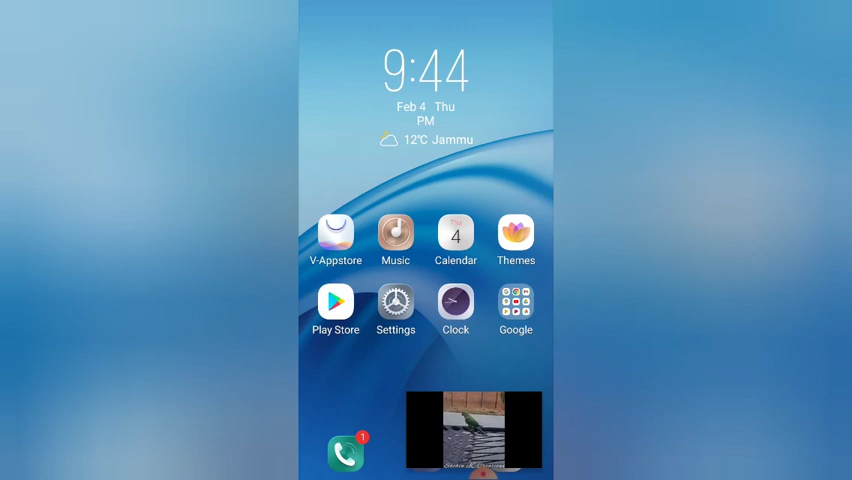 9:44
Feb 4 Thu
PM
12℃ Jammu
Thu
4
V-Appstore
Music
Calendar
Themes
Play Store
Settings
Clock
Google
1